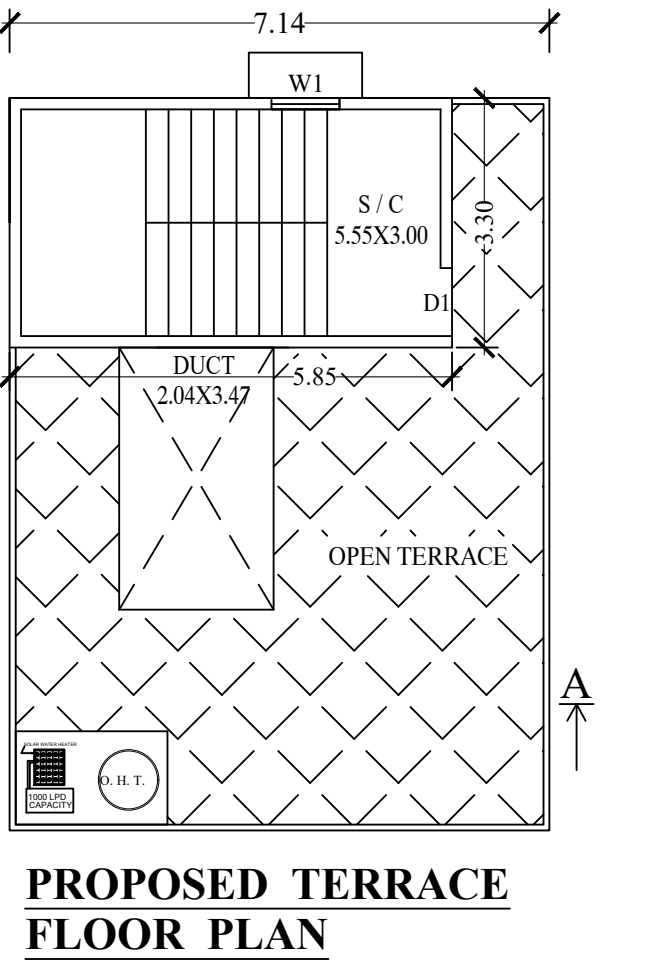 7.14
W1
S / C
5.55X3.00
3.30
D1
DUCT
2.04X3.47
5.85
OPEN TERRACE
A
SOLAR WATER HEATER
1000 LPD
CAPACITY
O. H. T.
PROPOSED TERRACE
FLOOR PLAN